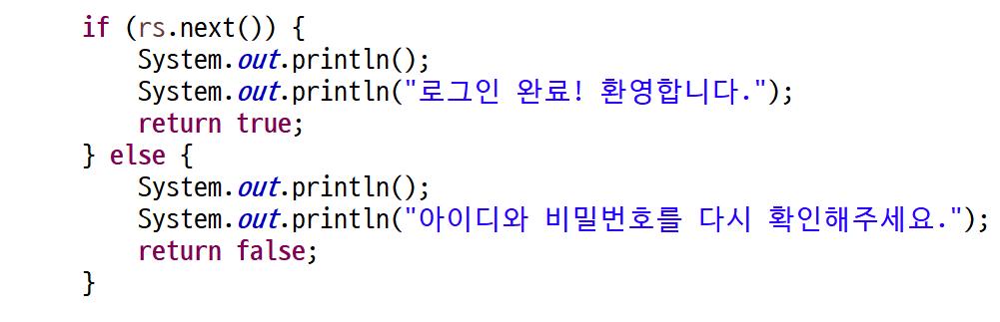 if (rs.next()) {
System.out.println();
System.out.println("로그인 완료! 환영합니다.");
return true;
} else {
System.out.println();
System.out.println("아이디와 비밀번호를 다시 확인해주세요.");
return false;
}